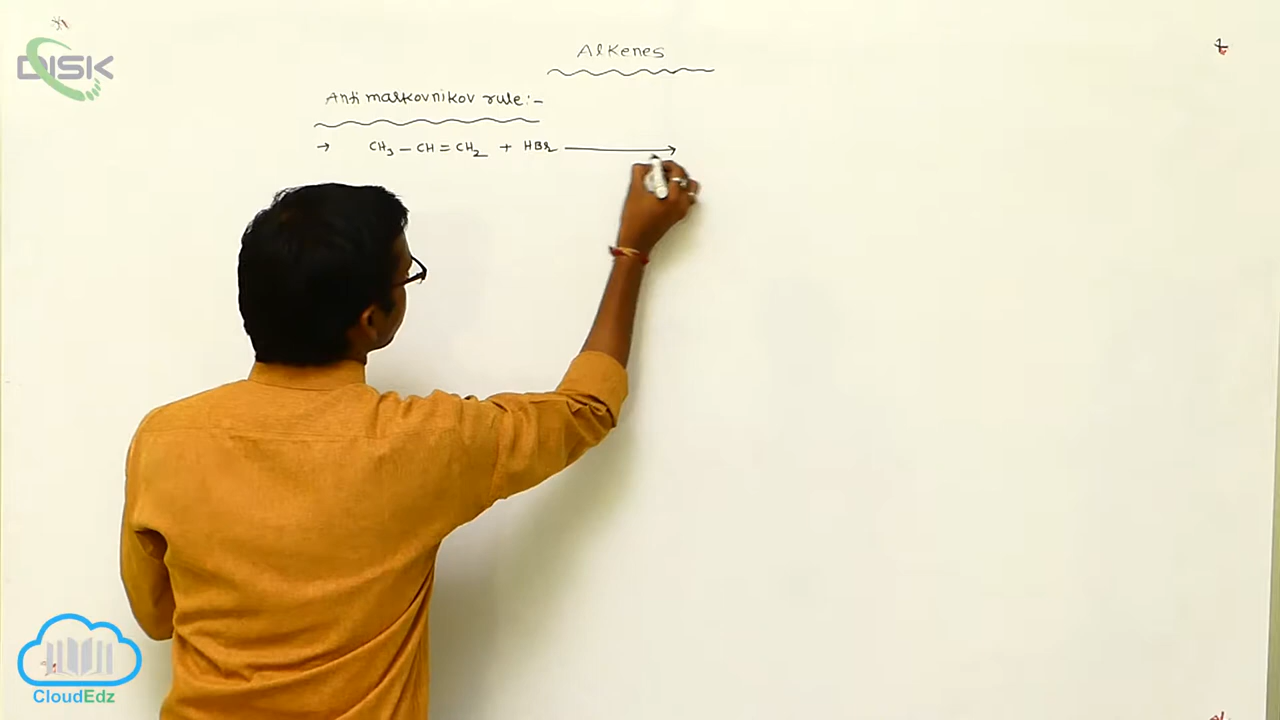 Alkenes
DISK
Anti markovnikov rule:-
→ CH₃ – CH = CH₂ + HBr ⟶
CloudEdz